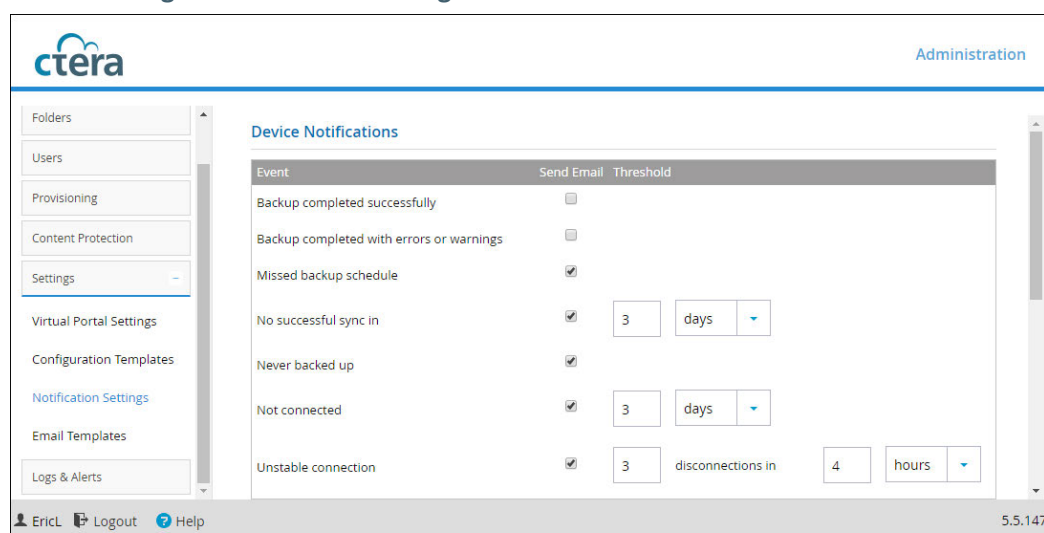 ctera
Administration
Folders
Users
Provisioning
Content Protection
Settings
Virtual Portal Settings
Configuration Templates
Notification Settings
Email Templates
Logs & Alerts
Device Notifications
Event Send Email Threshold
Backup completed successfully
Backup completed with errors or warnings
Missed backup schedule
No successful sync in 3 days
Never backed up
Not connected 3 days
Unstable connection 3 disconnections in 4 hours
EricL Logout ? Help
5.5.147